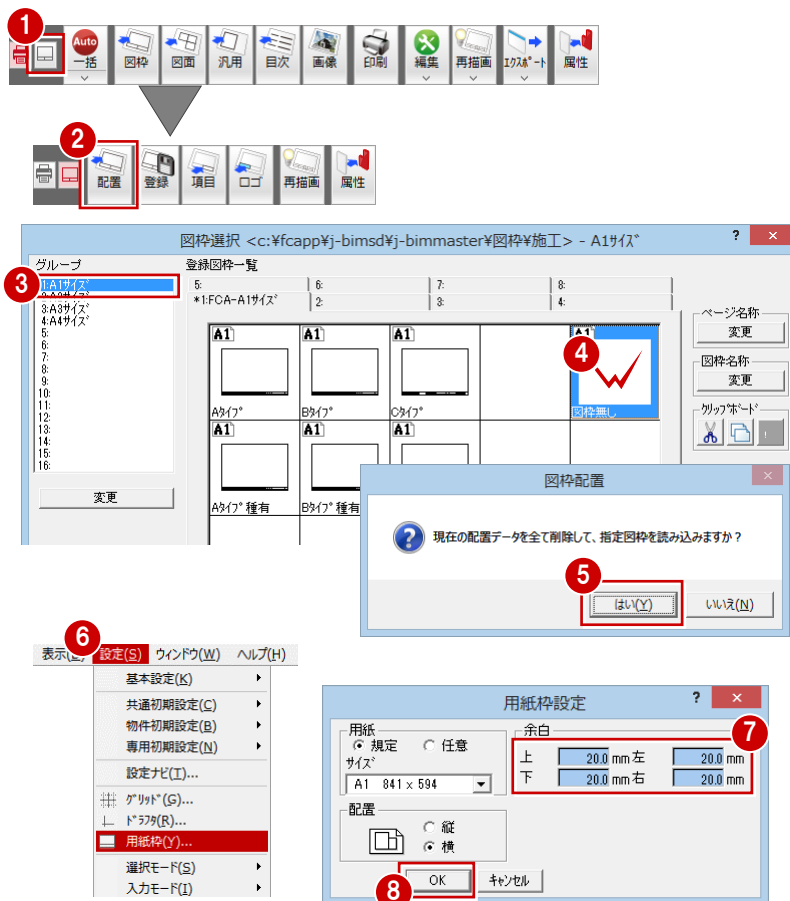 1
Auto
一括
図枠
図面
汎用
目次
画像
印刷
編集
再描画
ｴｸｽﾎﾟｰﾄ
属性
2
配置
登録
項目
ﾛｺﾞ
再描画
属性
図枠選択 <c:¥fcapp¥j-bimsd¥j-bimmaster¥図枠¥施工> - A1ｻｲｽﾞ
?
×
グループ
登録図枠一覧
3
1:A1ｻｲｽﾞ
3:A3ｻｲｽﾞ
4:A4ｻｲｽﾞ
5:
6:
7:
8:
9:
10:
11:
12:
13:
14:
15:
16:
変更
5:
6:
7:
8:
*1:FCA-A1ｻｲｽﾞ
2:
3:
4:
A1
A1
A1
A1
4
Aﾀｲﾌﾟ
Bﾀｲﾌﾟ
Cﾀｲﾌﾟ
図枠無し
A1
A1
A1
Aﾀｲﾌﾟ種有
Bﾀｲﾌﾟ種有
ページ名称
変更
図枠名称
変更
ｸﾘｯﾌﾟﾎﾞｰﾄﾞ
図枠配置
×
?
現在の配置データを全て削除して、指定図枠を読み込みますか？
5
はい(Y)
いいえ(N)
6
設定(S)
ウィンドウ(W)
ヘルプ(H)
基本設定(K)
共通初期設定(C)
物件初期設定(B)
専用初期設定(N)
設定ナビ(T)...
ｸﾞﾘｯﾄﾞ(G)...
ﾄﾞﾗﾌﾀ(R)...
用紙枠(Y)...
選択モード(S)
入力モード(I)
用紙枠設定
?
×
用紙
規定
任意
ｻｲｽﾞ
A1 841 x 594
配置
縦
横
余白
7
上 20.0 mm 左 20.0 mm
下 20.0 mm 右 20.0 mm
8
OK
ｷｬﾝｾﾙ